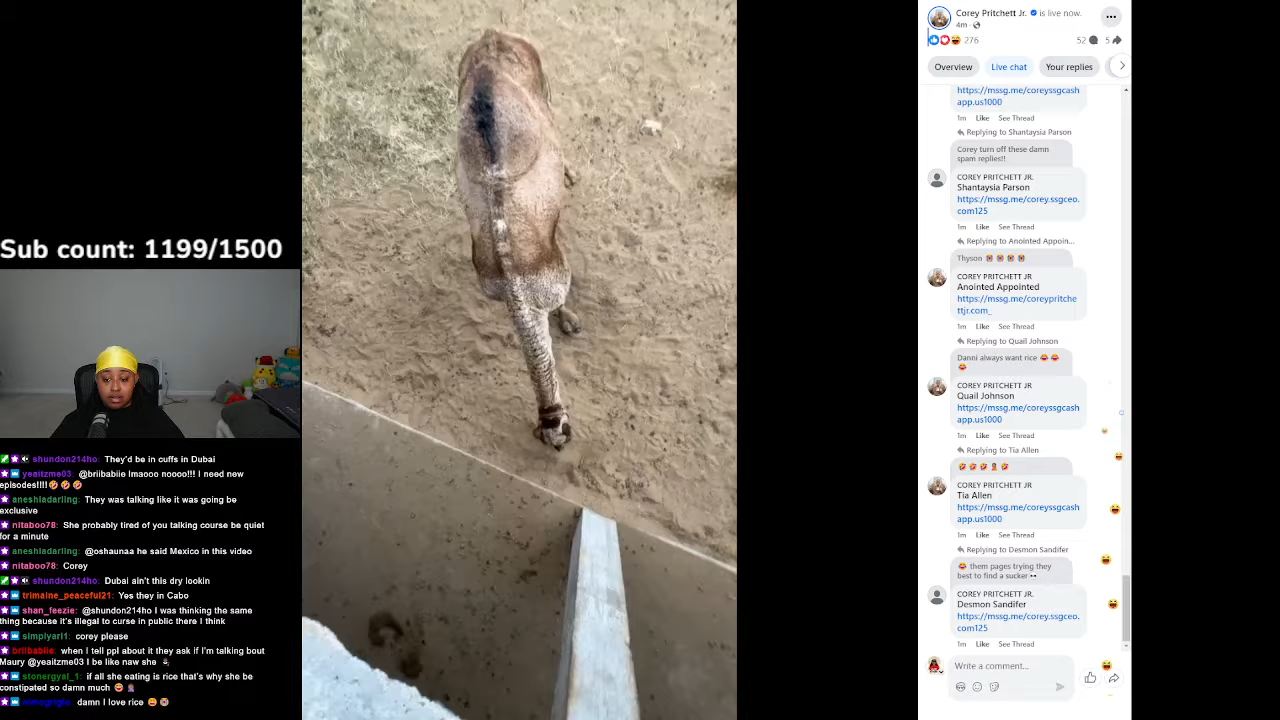 Sub count: 1199/1500
shundon214ho: They'd be in cuffs in Dubai
yeaitzme03: @briibabiie lmaooo nooo!!! I need new
episodes!!!!🤣🤣🤣
aneshiadarling: They was talking like it was going be
exclusive
nitaboo78: She probably tired of you talking course be quiet
for a minute
aneshiadarling: @oshaunaa he said Mexico in this video
nitaboo78: Corey
shundon214ho: Dubai ain't this dry lookin
trimaine_peaceful21: Yes they in Cabo
shan_feezie: @shundon214ho I was thinking the same
thing because it's illegal to curse in public there I think
simplyari1: corey please
briibabiie: when I tell ppl about it they ask if I'm talking bout
Maury @yeaitzme03 I be like naw she
stonergyal_1: if all she eating is rice that's why she be
constipated so damn much
damn I love rice
Corey Pritchett Jr. is live now.
4m ·
276
52 5
Overview Live chat Your replies
https://mssg.me/coreyssgcash
app.us1000
1m Like See Thread
Replying to Shantaysia Parson
Corey turn off these damn
spam replies!!
COREY PRITCHETT JR.
Shantaysia Parson
https://mssg.me/corey.ssgceo.
com125
1m Like See Thread
Replying to Anointed Appoin...
Thyson
COREY PRITCHETT JR
Anointed Appointed
https://mssg.me/coreypritche
ttjr.com_
1m Like See Thread
Replying to Quail Johnson
Danni always want rice 😂 😂
😂
COREY PRITCHETT JR
Quail Johnson
https://mssg.me/coreyssgcash
app.us1000
1m Like See Thread
Replying to Tia Allen
COREY PRITCHETT JR
Tia Allen
https://mssg.me/coreyssgcash
app.us1000
1m Like See Thread
Replying to Desmon Sandifer
😂 them pages trying they
best to find a sucker 👀
COREY PRITCHETT JR.
Desmon Sandifer
https://mssg.me/corey.ssgceo.
com125
1m Like See Thread
Write a comment...